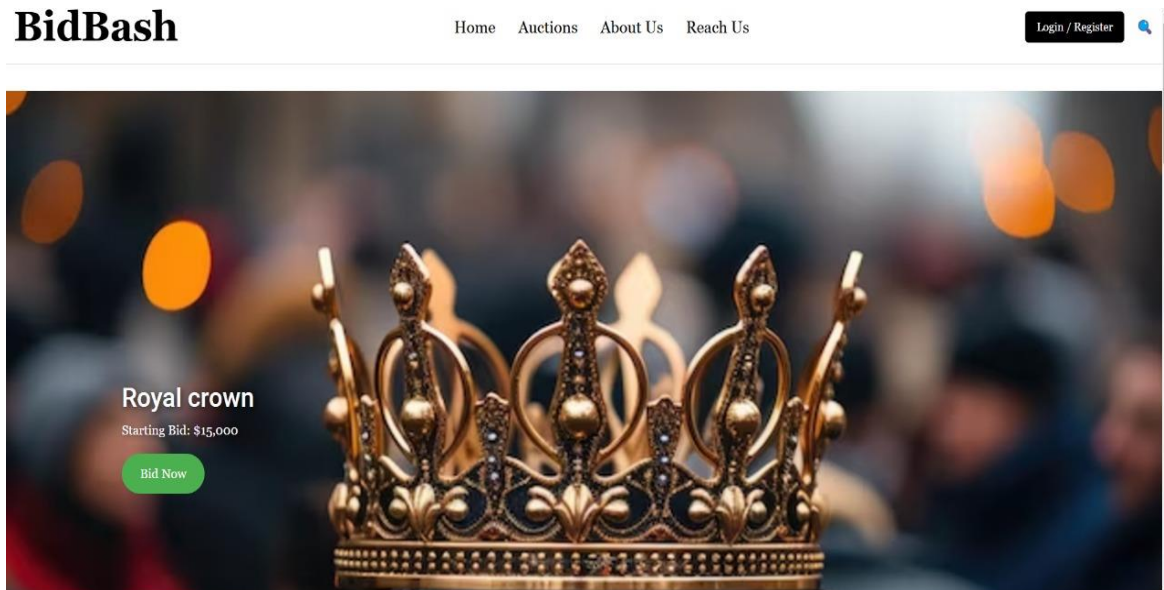 BidBash
Home Auctions About Us Reach Us
Login / Register
Royal crown
Starting Bid: $15,000
Bid Now